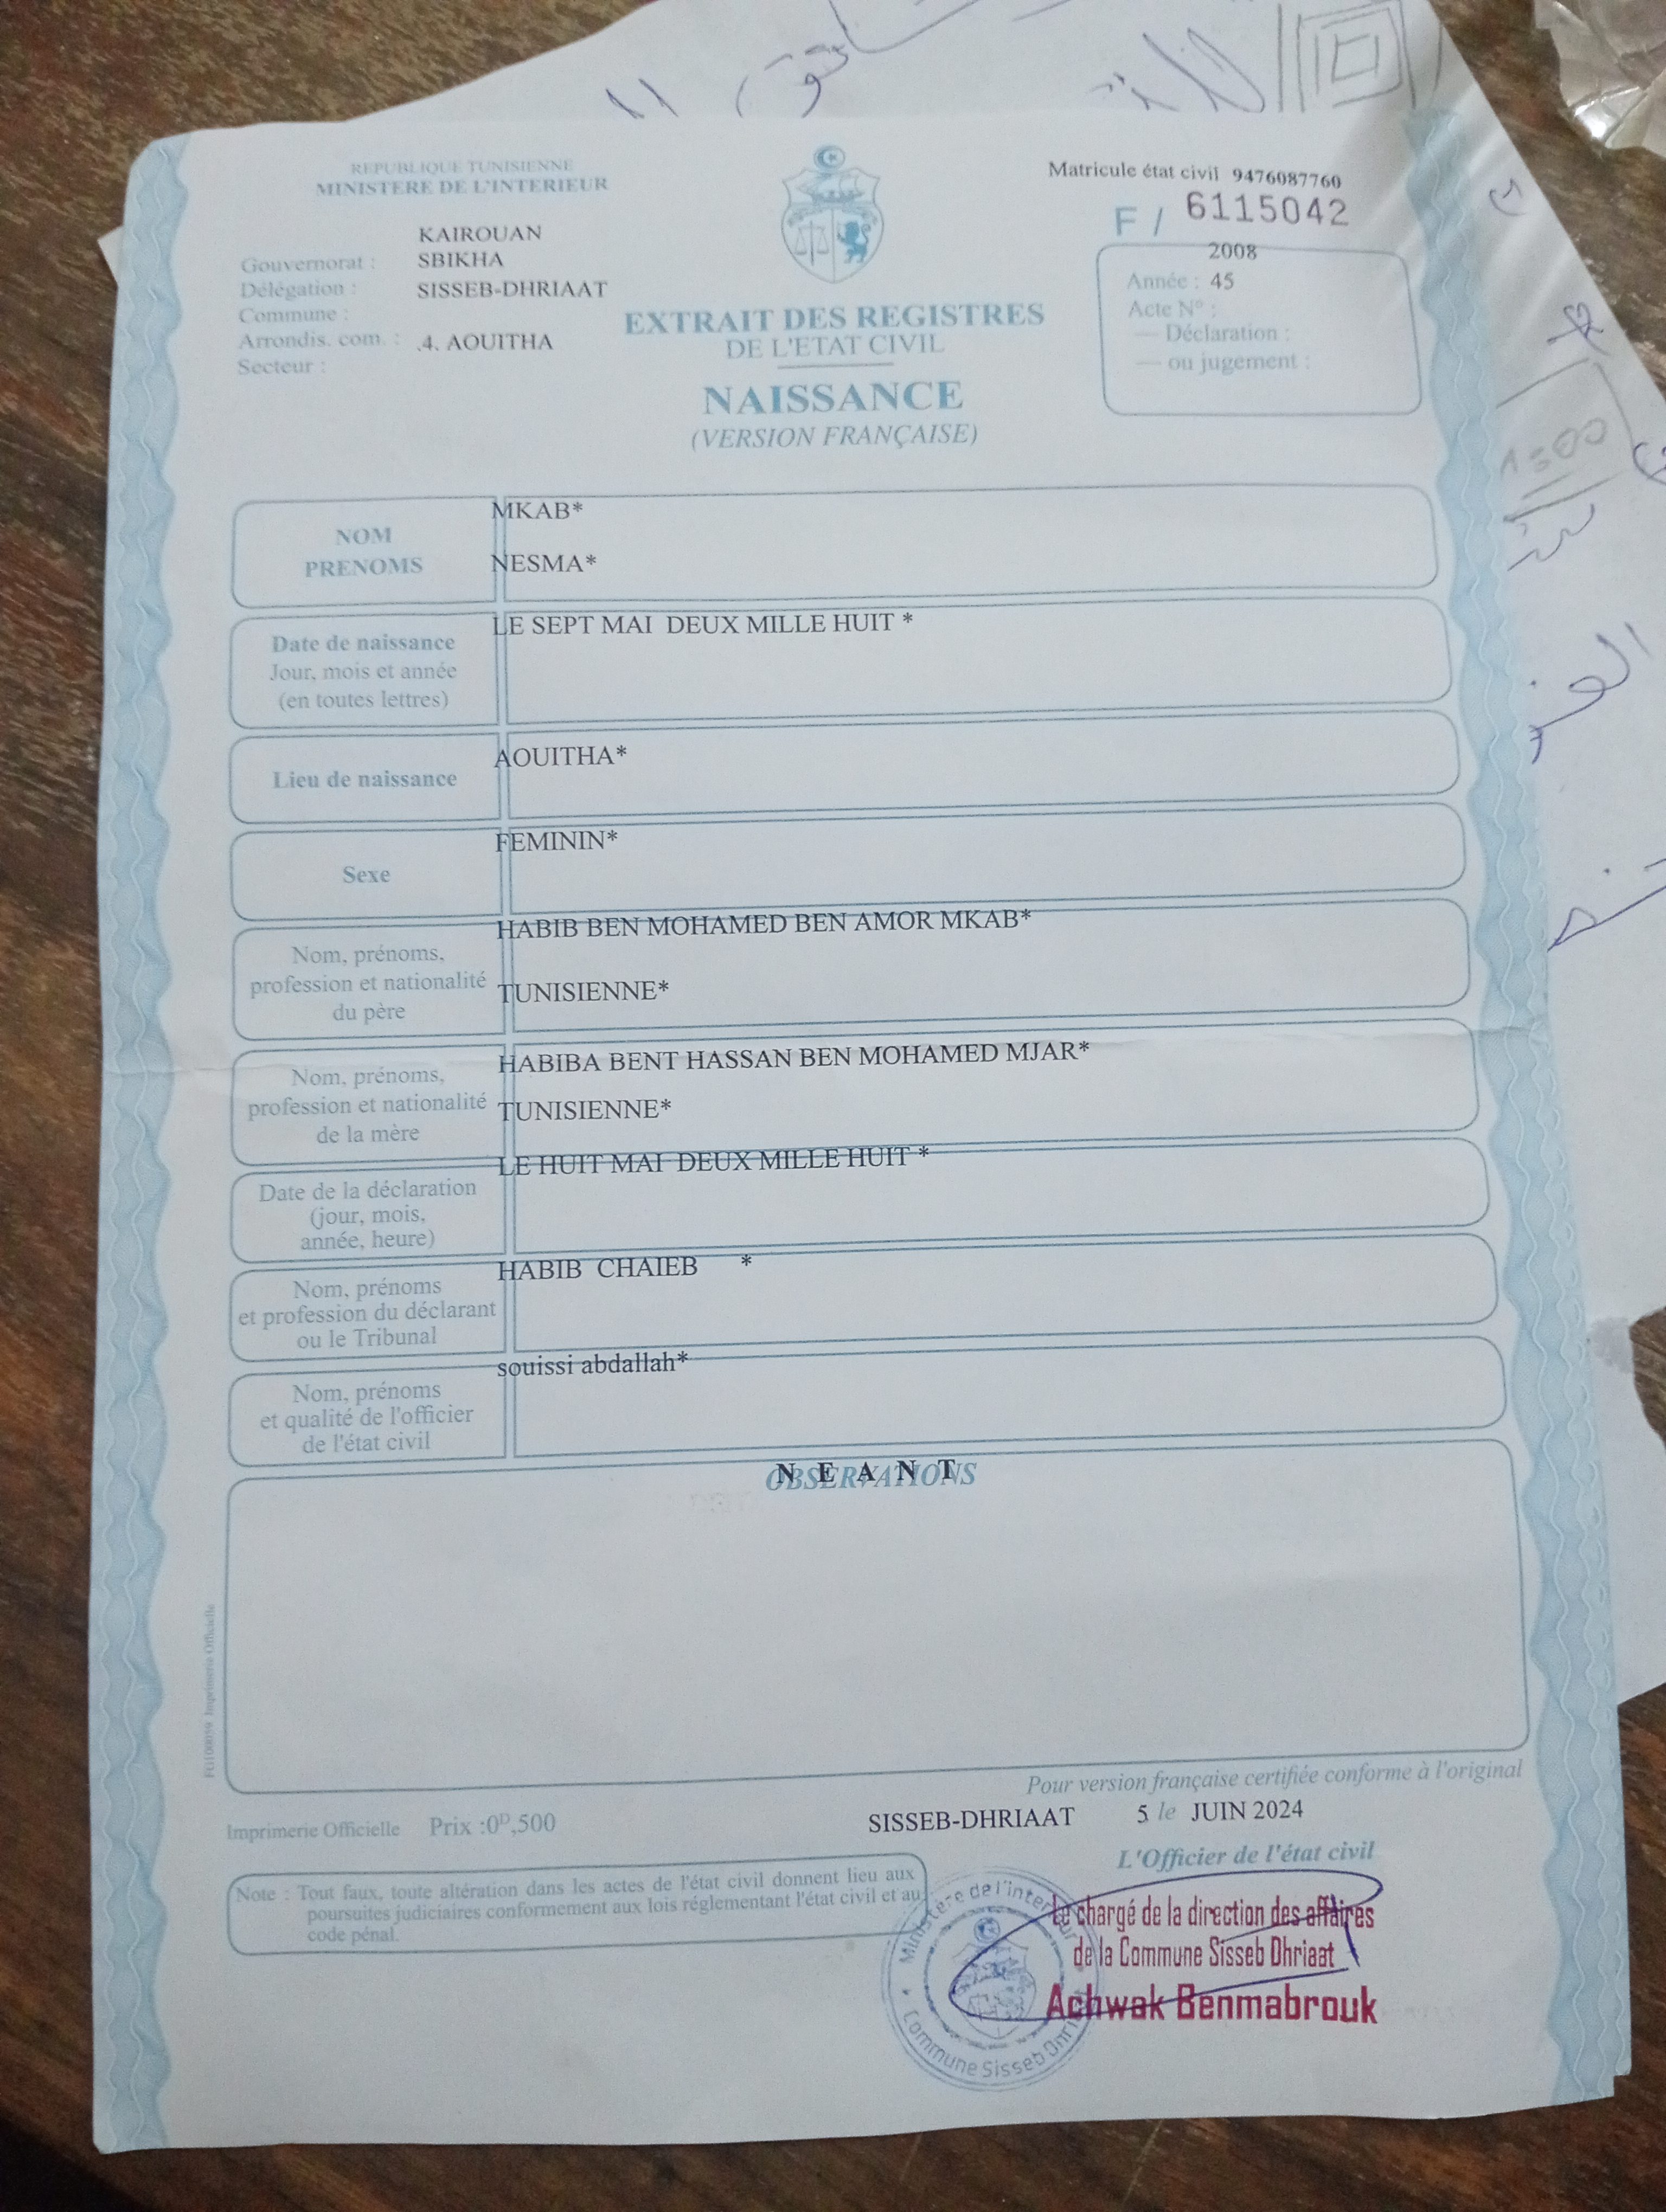 REPUBLIQUE TUNISIENNE
MINISTERE DE L'INTERIEUR
Matricule état civil 9476087760
F / 6115042
KAIROUAN
Gouvernorat : SBIKHA
Délégation : SISSEB-DHRIAAT
Commune :
Arrondis. com. : .4. AOUITHA
Secteur :
2008
Année : 45
Acte N° :
— Déclaration :
— ou jugement :
EXTRAIT DES REGISTRES
DE L'ETAT CIVIL
NAISSANCE
(VERSION FRANÇAISE)
MKAB*
NOM
NESMA*
PRENOMS
LE SEPT MAI DEUX MILLE HUIT *
Date de naissance
Jour, mois et année
(en toutes lettres)
AOUITHA*
Lieu de naissance
FEMININ*
Sexe
HABIB BEN MOHAMED BEN AMOR MKAB*
Nom, prénoms,
profession et nationalité
TUNISIENNE*
du père
HABIBA BENT HASSAN BEN MOHAMED MJAR*
Nom, prénoms,
profession et nationalité
TUNISIENNE*
de la mère
LE HUIT MAI DEUX MILLE HUIT *
Date de la déclaration
(jour, mois,
année, heure)
HABIB CHAIEB *
Nom, prénoms
et profession du déclarant
ou le Tribunal
souissi abdallah*
Nom, prénoms
et qualité de l'officier
de l'état civil
OBSERVATIONS
N E A N T
Imprimerie Officielle
Pour version française certifiée conforme à l'original
Imprimerie Officielle Prix :0ᴰ,500
SISSEB-DHRIAAT 5 le JUIN 2024
L'Officier de l'état civil
Note : Tout faux, toute altération dans les actes de l'état civil donnent lieu aux
poursuites judiciaires conformement aux lois réglementant l'état civil et au
code pénal.
Ministère de l'interieur
Commune Sisseb Dhriaat
Le chargé de la direction des affaires
de la Commune Sisseb Dhriaat
Achwak Benmabrouk